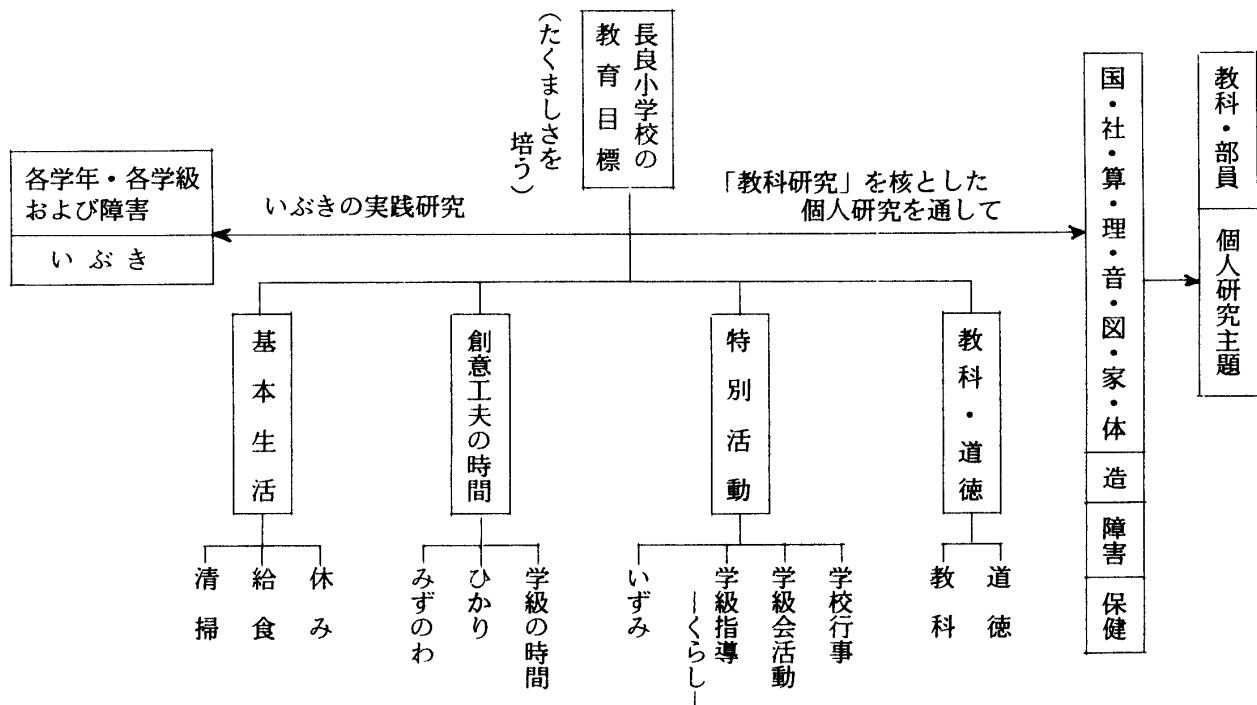 長良小学校の
教育目標
（たくましさを
培う）
各学年・各学級
および障害
いぶき
いぶきの実践研究
「教科研究」を核とした
個人研究を通して
国・社・算・理・音・図・家・体
造
障害
保健
教科・部員
個人研究主題
基本生活
創意工夫の時間
特別活動
教科・道徳
清掃
給食
休み
みずのわ
ひかり
学級の時間
いずみ
学級指導
―くらし―
学級会活動
学校行事
教科
道徳